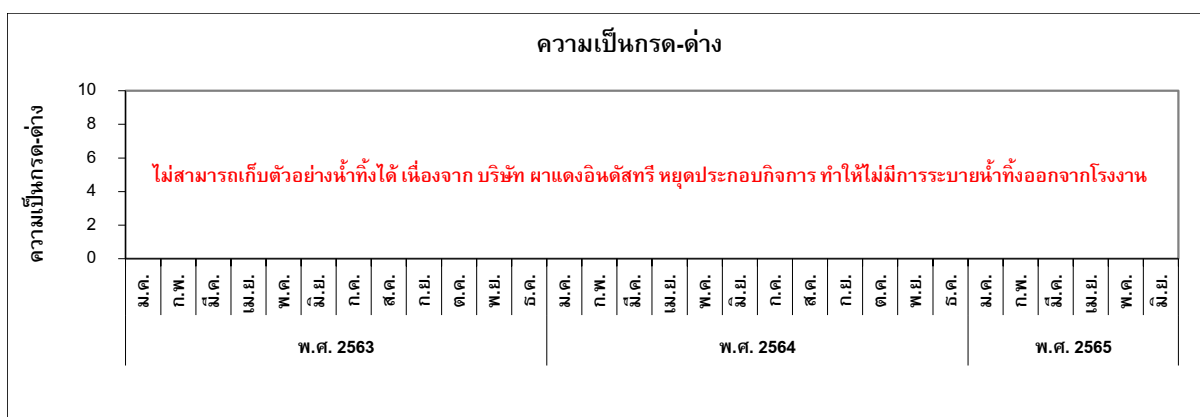 ความเป็นกรด-ด่าง
ความเป็นกรด-ด่าง
10
8
6
4
2
0
ไม่สามารถเก็บตัวอย่างน้ำทิ้งได้ เนื่องจาก บริษัท ผาแดงอินดัสทรี หยุดประกอบกิจการ ทำให้ไม่มีการระบายน้ำทิ้งออกจากโรงงาน
ม.ค. ก.พ. มี.ค. เม.ย. พ.ค. มิ.ย. ก.ค. ส.ค. ก.ย. ต.ค. พ.ย. ธ.ค. ม.ค. ก.พ. มี.ค. เม.ย. พ.ค. มิ.ย. ก.ค. ส.ค. ก.ย. ต.ค. พ.ย. ธ.ค. ม.ค. ก.พ. มี.ค. เม.ย. พ.ค. มิ.ย.
พ.ศ. 2563 พ.ศ. 2564 พ.ศ. 2565